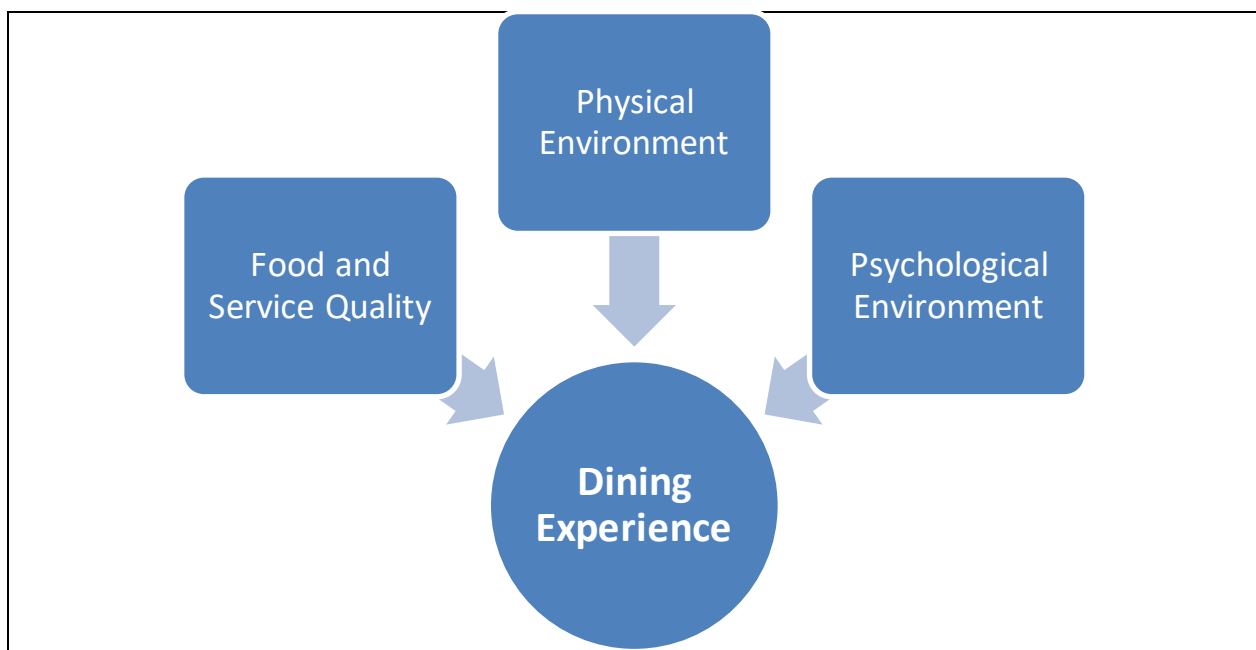 Physical
Environment
Food and
Service Quality
Psychological
Environment
Dining
Experience